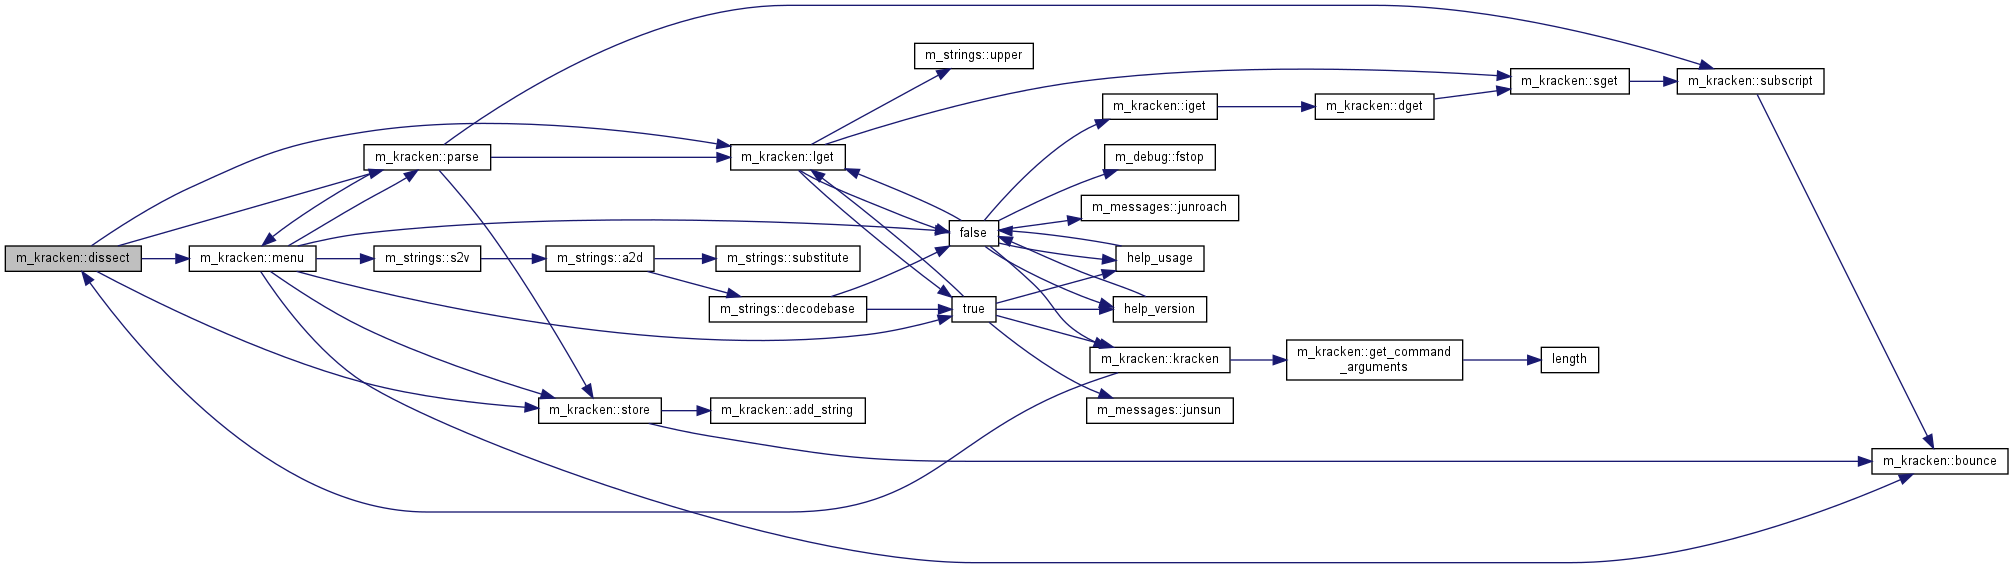 m_kracken::dissect
m_kracken::menu
m_kracken::parse
m_strings::s2v
m_kracken::store
m_strings::a2d
m_strings::substitute
m_strings::decodebase
m_kracken::add_string
m_kracken::lget
m_strings::upper
false
true
m_kracken::iget
m_debug::fstop
m_messages::junroach
help_usage
help_version
m_kracken::kracken
m_messages::junsun
m_kracken::dget
m_kracken::get_command
_arguments
length
m_kracken::sget
m_kracken::subscript
m_kracken::bounce